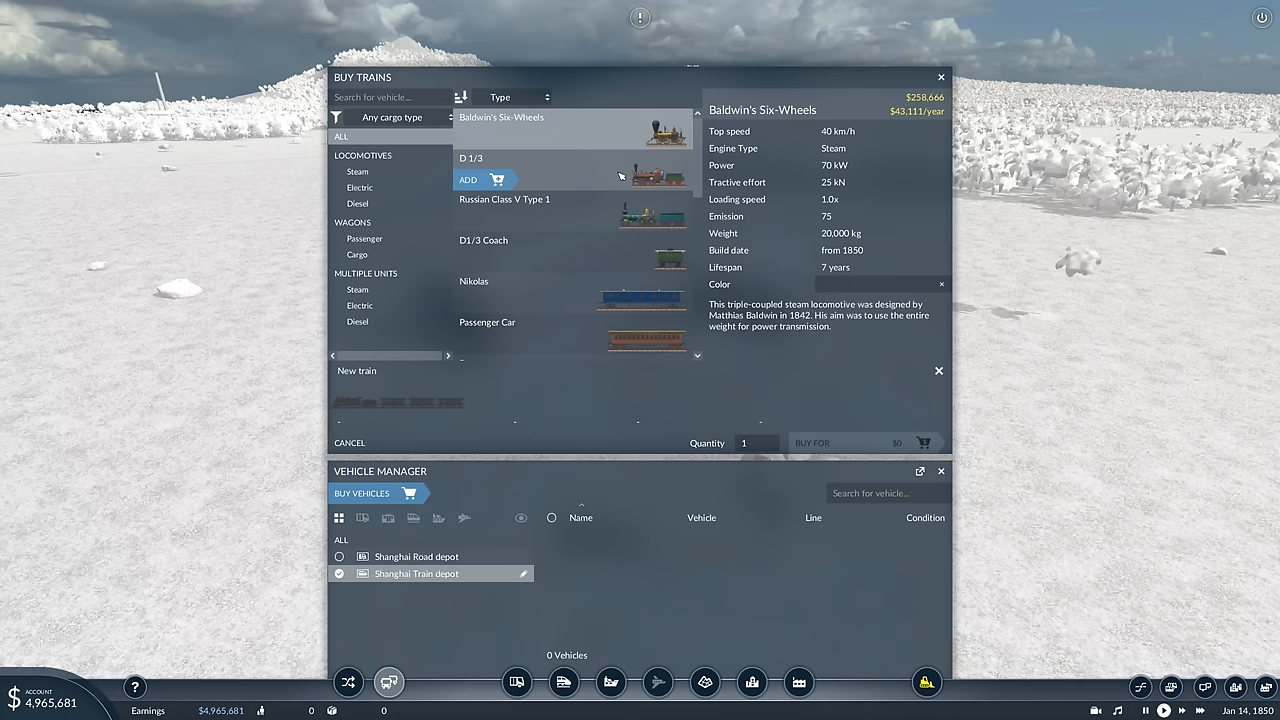 BUY TRAINS
Search for vehicle...
Type
Any cargo type
ALL
LOCOMOTIVES
Steam
Electric
Diesel
WAGONS
Passenger
Cargo
MULTIPLE UNITS
Steam
Electric
Diesel
Baldwin's Six-Wheels
D 1/3
ADD
Russian Class V Type 1
D1/3 Coach
Nikolas
Passenger Car
$258,666
Baldwin's Six-Wheels
$43,111/year
Top speed 40 km/h
Engine Type Steam
Power 70 kW
Tractive effort 25 kN
Loading speed 1.0x
Emission 75
Weight 20,000 kg
Build date from 1850
Lifespan 7 years
Color
This triple-coupled steam locomotive was designed by
Matthias Baldwin in 1842. His aim was to use the entire
weight for power transmission.
New train
- - - -
CANCEL
Quantity 1
BUY FOR $0
VEHICLE MANAGER
BUY VEHICLES
Search for vehicle...
Name Vehicle Line Condition
ALL
Shanghai Road depot
Shanghai Train depot
0 Vehicles
$ ACCOUNT
4,965,681
?
Earnings $4,965,681 0 0
Jan 14, 1850